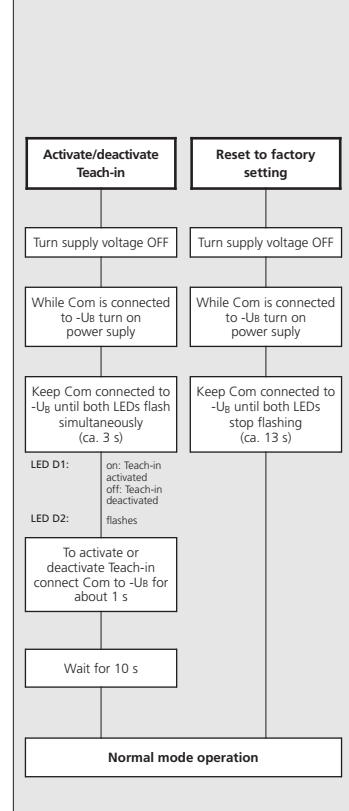 Activate/deactivate
Teach-in
Turn supply voltage OFF
While Com is connected
to -UB turn on
power suply
Keep Com connected to
-UB until both LEDs flash
simultaneously
(ca. 3 s)
LED D1: on: Teach-in
activated
off: Teach-in
deactivated
LED D2: flashes
To activate or
deactivate Teach-in
connect Com to -UB for
about 1 s
Wait for 10 s
Reset to factory
setting
Turn supply voltage OFF
While Com is connected
to -UB turn on
power suply
Keep Com connected to
-UB until both LEDs
stop flashing
(ca. 13 s)
Normal mode operation